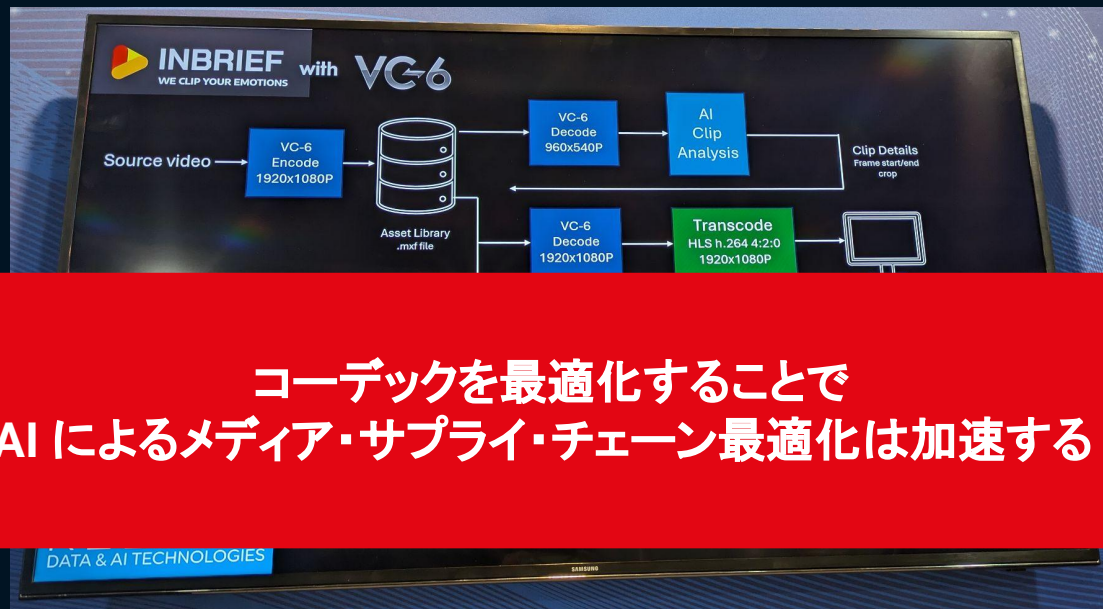 INBRIEF
WE CLIP YOUR EMOTIONS
with VC-6
Source video
VC-6
Encode
1920x1080P
Asset Library
.mxf file
VC-6
Decode
960x540P
AI
Clip
Analysis
Clip Details
Frame start/end
crop
VC-6
Decode
1920x1080P
Transcode
HLS h.264 4:2:0
1920x1080P
コーデックを最適化することで
AI によるメディア・サプライ・チェーン最適化は加速する
DATA & AI TECHNOLOGIES
SAMSUNG